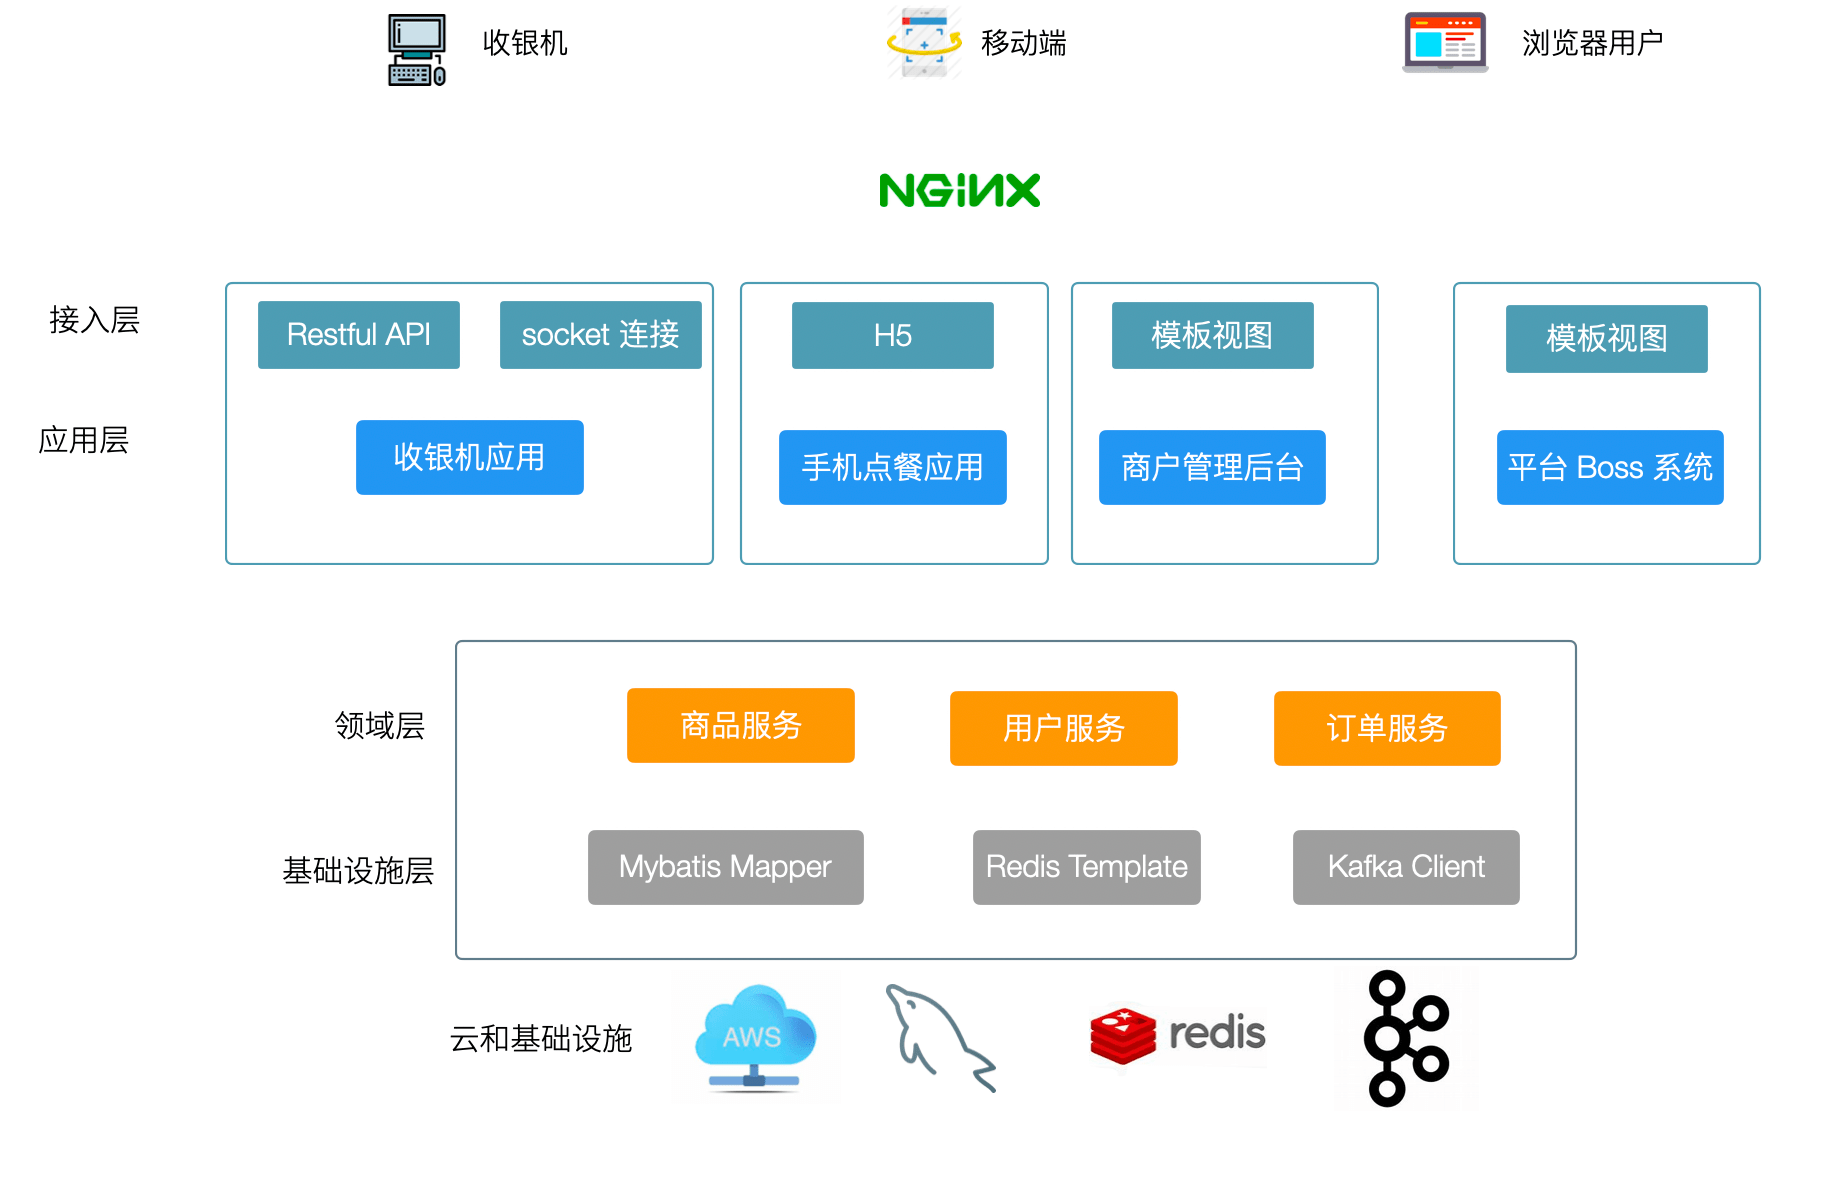 收银机
移动端
浏览器用户
NGiNX
接入层
Restful API
socket 连接
H5
模板视图
模板视图
应用层
收银机应用
手机点餐应用
商户管理后台
平台 Boss 系统
领域层
商品服务
用户服务
订单服务
基础设施层
Mybatis Mapper
Redis Template
Kafka Client
云和基础设施
AWS
redis